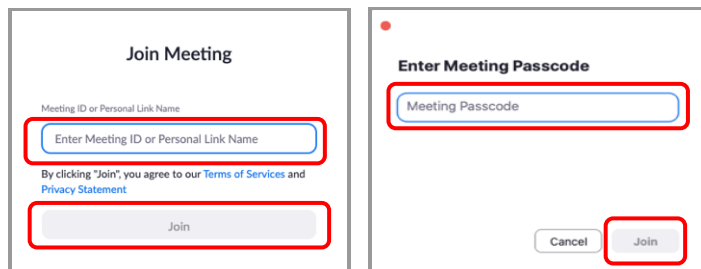 Join Meeting
Meeting ID or Personal Link Name
Enter Meeting ID or Personal Link Name
By clicking "Join", you agree to our Terms of Services and
Privacy Statement
Join
Enter Meeting Passcode
Meeting Passcode
Cancel
Join